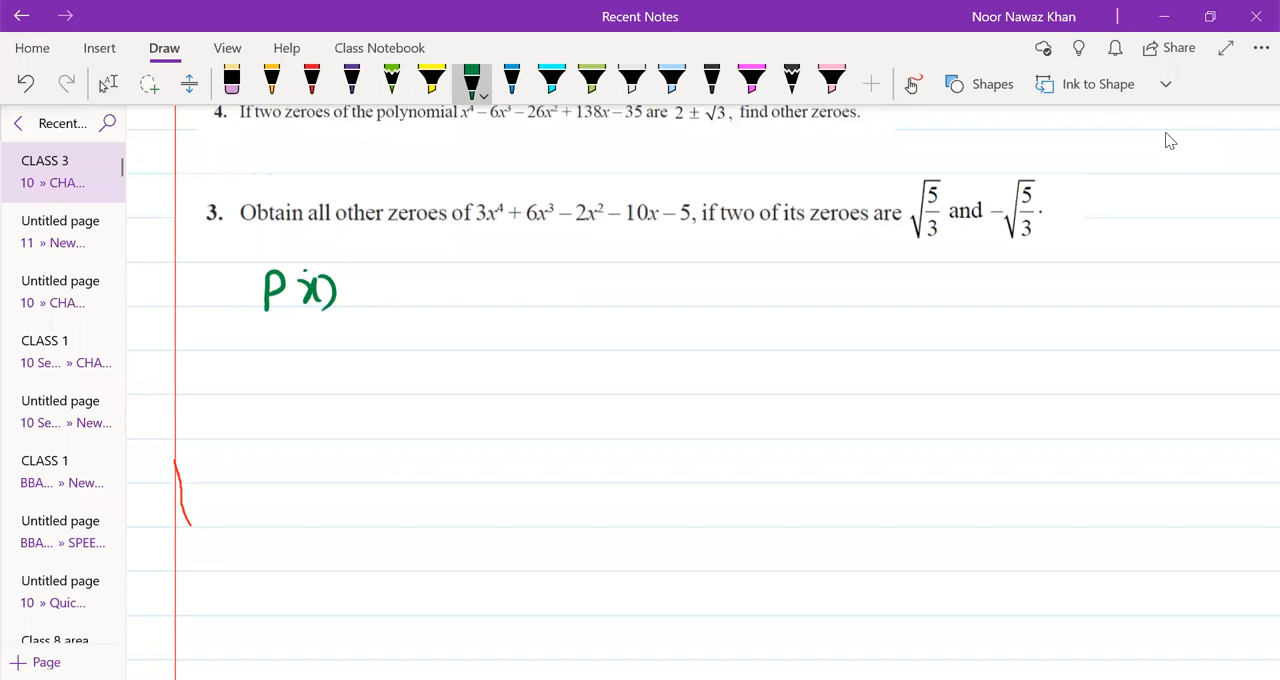 Recent Notes
Noor Nawaz Khan
Home Insert Draw View Help Class Notebook
Share
Shapes
Ink to Shape
Recent...
CLASS 3
10 » CHA...
Untitled page
11 » New...
Untitled page
10 » CHA...
CLASS 1
10 Se... » CHA...
Untitled page
10 Se... » New...
CLASS 1
BBA... » New...
Untitled page
BBA... » SPEE...
Untitled page
10 » Quic...
Class 8 area
Page
4. If two zeroes of the polynomial x⁴ – 6x³ – 26x² + 138x – 35 are 2 ± √3, find other zeroes.
3. Obtain all other zeroes of 3x⁴ + 6x³ – 2x² – 10x – 5, if two of its zeroes are √(5/3) and –√(5/3).
P x)